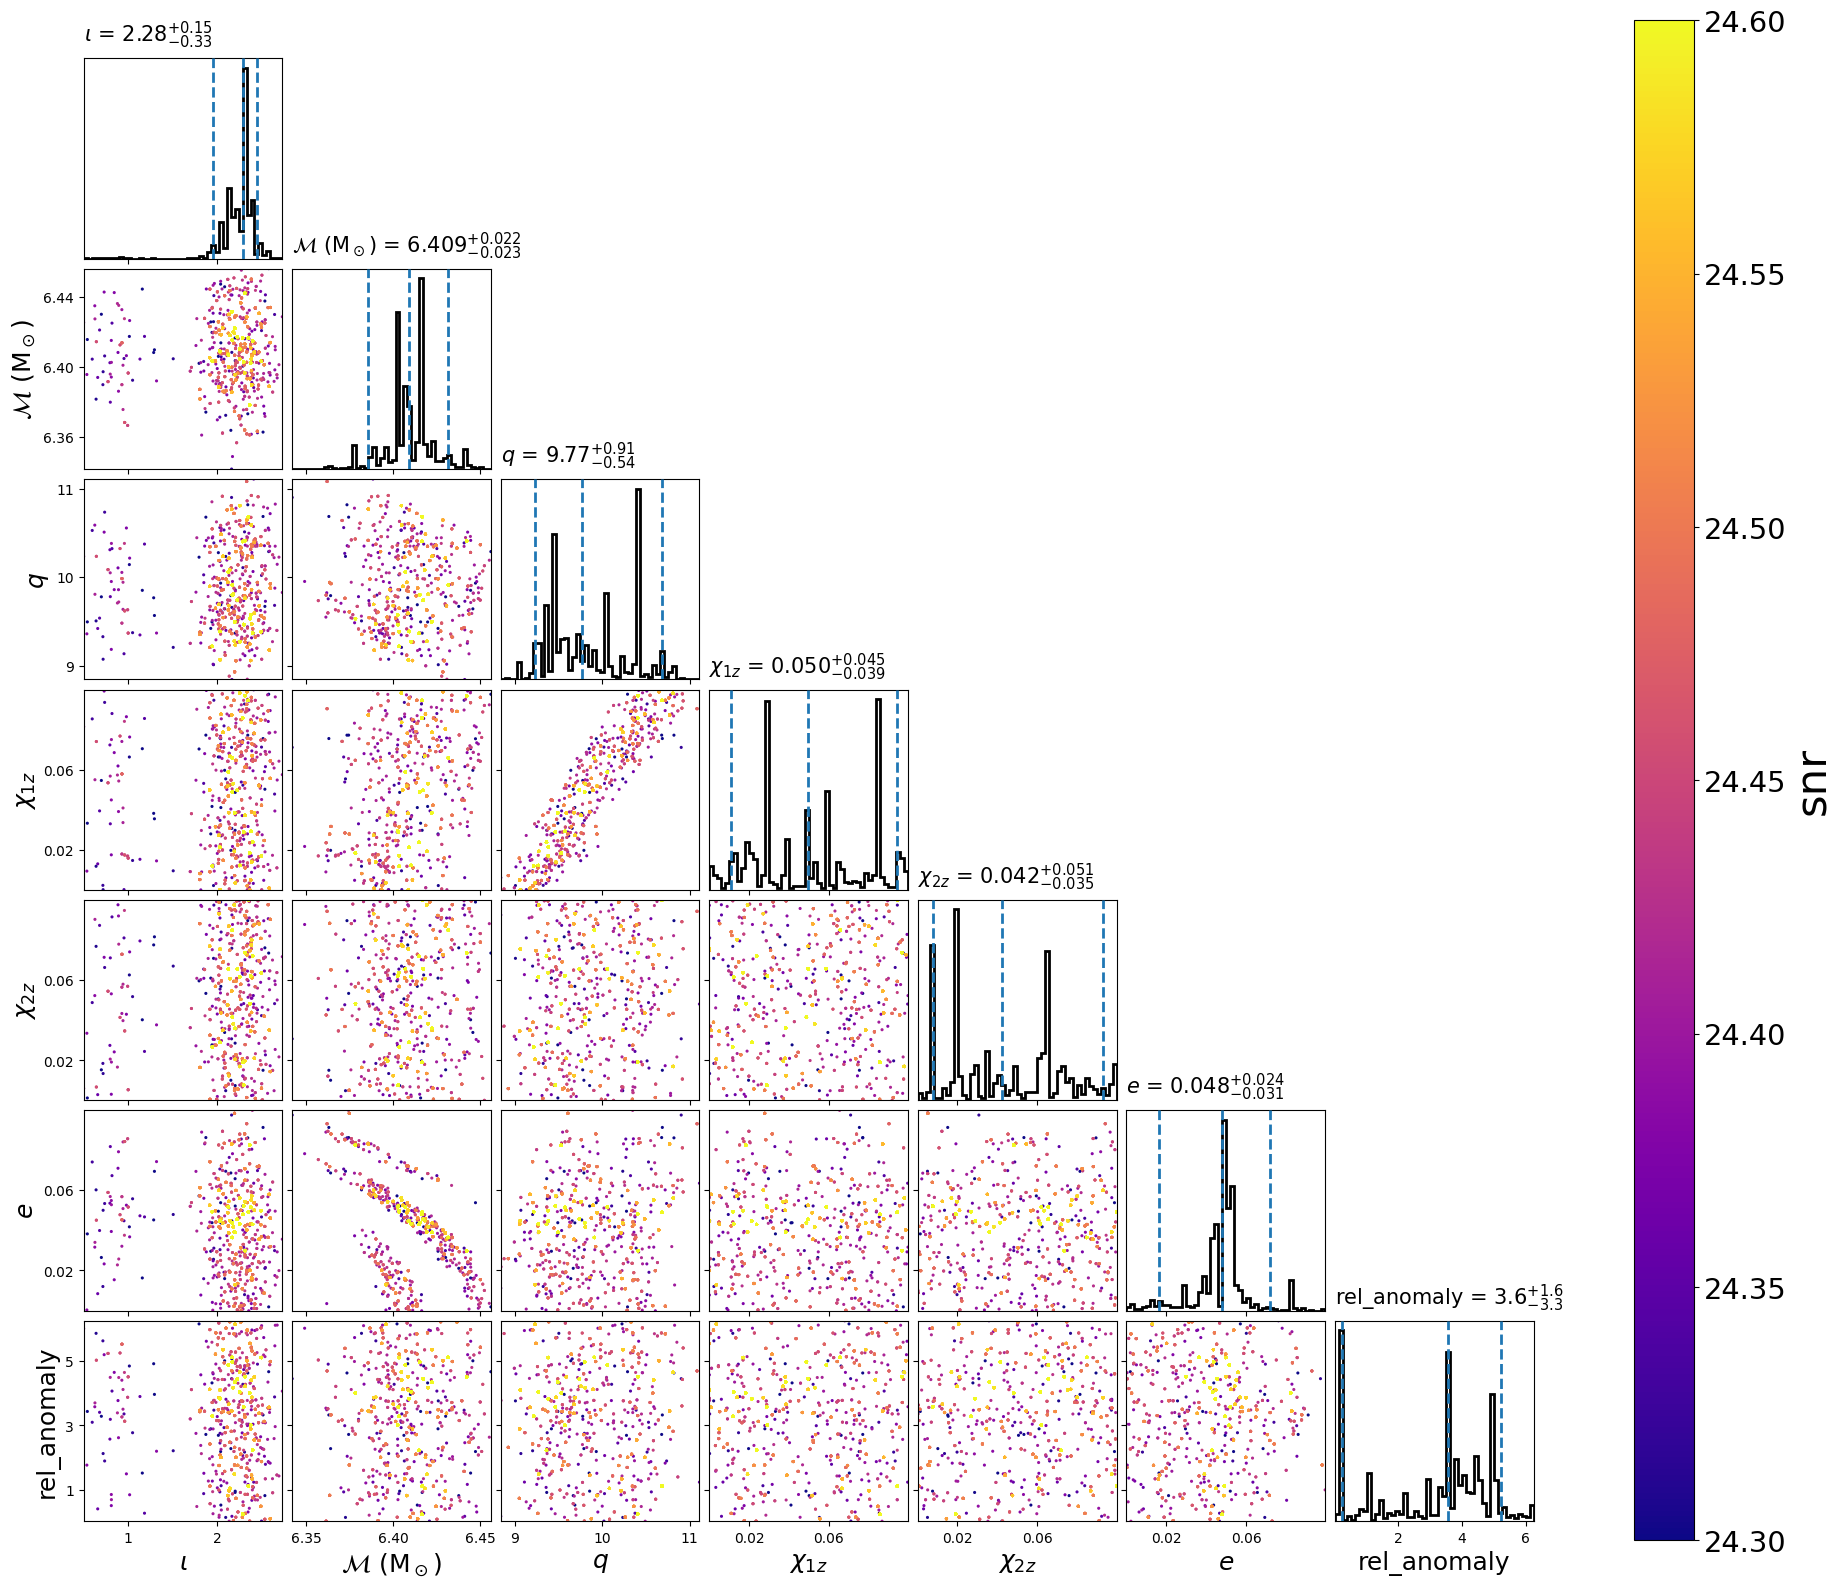 ι = 2.28+0.15−0.33
24.60
ℳ (M⊙) = 6.409+0.022−0.023
6.44
6.40
6.36
ℳ (M⊙)
24.55
q = 9.77+0.91−0.54
11
10
9
q
24.50
χ1z = 0.050+0.045−0.039
0.06
0.02
χ1z
24.45
snr
χ2z = 0.042+0.051−0.035
0.06
0.02
χ2z
24.40
e = 0.048+0.024−0.031
0.06
0.02
e
24.35
rel_anomaly = 3.6+1.6−3.3
5
3
1
rel_anomaly
24.30
1 2 6.35 6.40 6.45 9 10 11 0.02 0.06 0.02 0.06 0.02 0.06 2 4 6
ι ℳ (M⊙) q χ1z χ2z e rel_anomaly